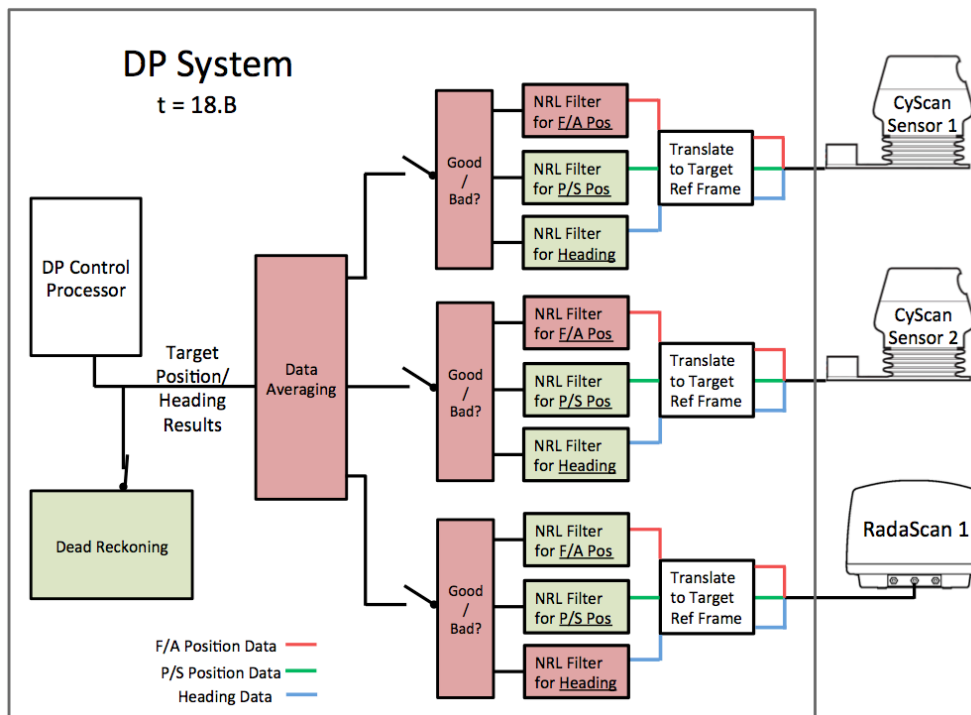 DP System
t = 18.B
DP Control
Processor
Target
Position/
Heading
Results
Dead Reckoning
Data
Averaging
Good
/
Bad?
NRL Filter
for F/A Pos
NRL Filter
for P/S Pos
NRL Filter
for Heading
Translate
to Target
Ref Frame
CyScan
Sensor 1
Good
/
Bad?
NRL Filter
for F/A Pos
NRL Filter
for P/S Pos
NRL Filter
for Heading
Translate
to Target
Ref Frame
CyScan
Sensor 2
Good
/
Bad?
NRL Filter
for F/A Pos
NRL Filter
for P/S Pos
NRL Filter
for Heading
Translate
to Target
Ref Frame
RadaScan 1
F/A Position Data
P/S Position Data
Heading Data